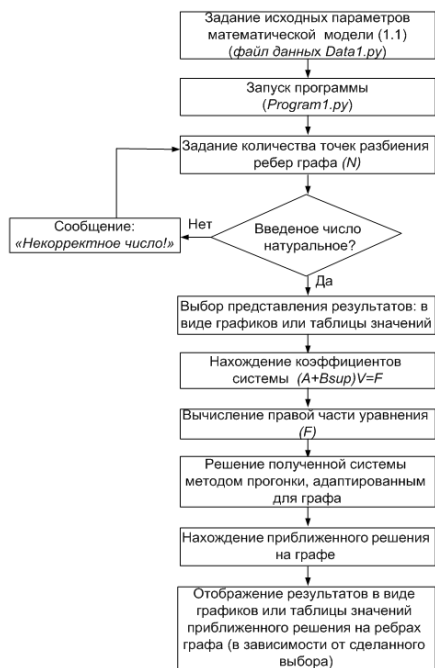 Задание исходных параметров
математической модели (1.1)
(файл данных Data1.py)
Запуск программы
(Program1.py)
Задание количества точек разбиения
ребер графа (N)
Сообщение:
«Некорректное число!»
Нет
Введеное число
натуральное?
Да
Выбор представления результатов: в
виде графиков или таблицы значений
Нахождение коэффициентов
системы (A+Bsup)V=F
Вычисление правой части уравнения
(F)
Решение полученной системы
методом прогонки, адаптированным
для графа
Нахождение приближенного решения
на графе
Отображение результатов в виде
графиков или таблицы значений
приближенного решения на ребрах
графа (в зависимости от сделанного
выбора)